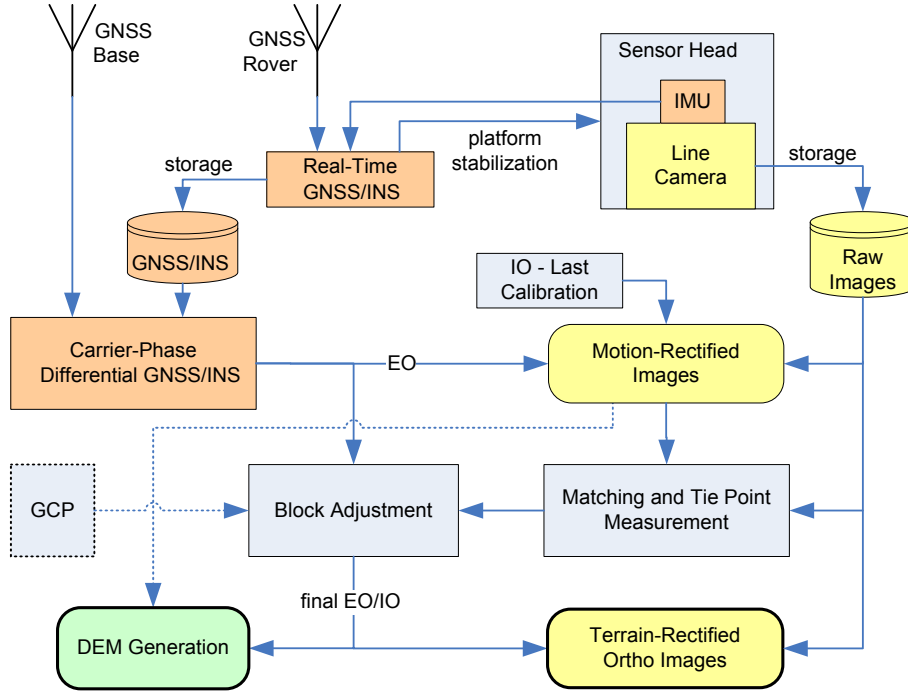 GNSS
Base
GNSS
Rover
Sensor Head
IMU
Line
Camera
platform
stabilization
storage
storage
Real-Time
GNSS/INS
GNSS/INS
Raw
Images
IO - Last
Calibration
Carrier-Phase
Differential GNSS/INS
EO
Motion-Rectified
Images
GCP
Block Adjustment
Matching and Tie Point
Measurement
final EO/IO
DEM Generation
Terrain-Rectified
Ortho Images